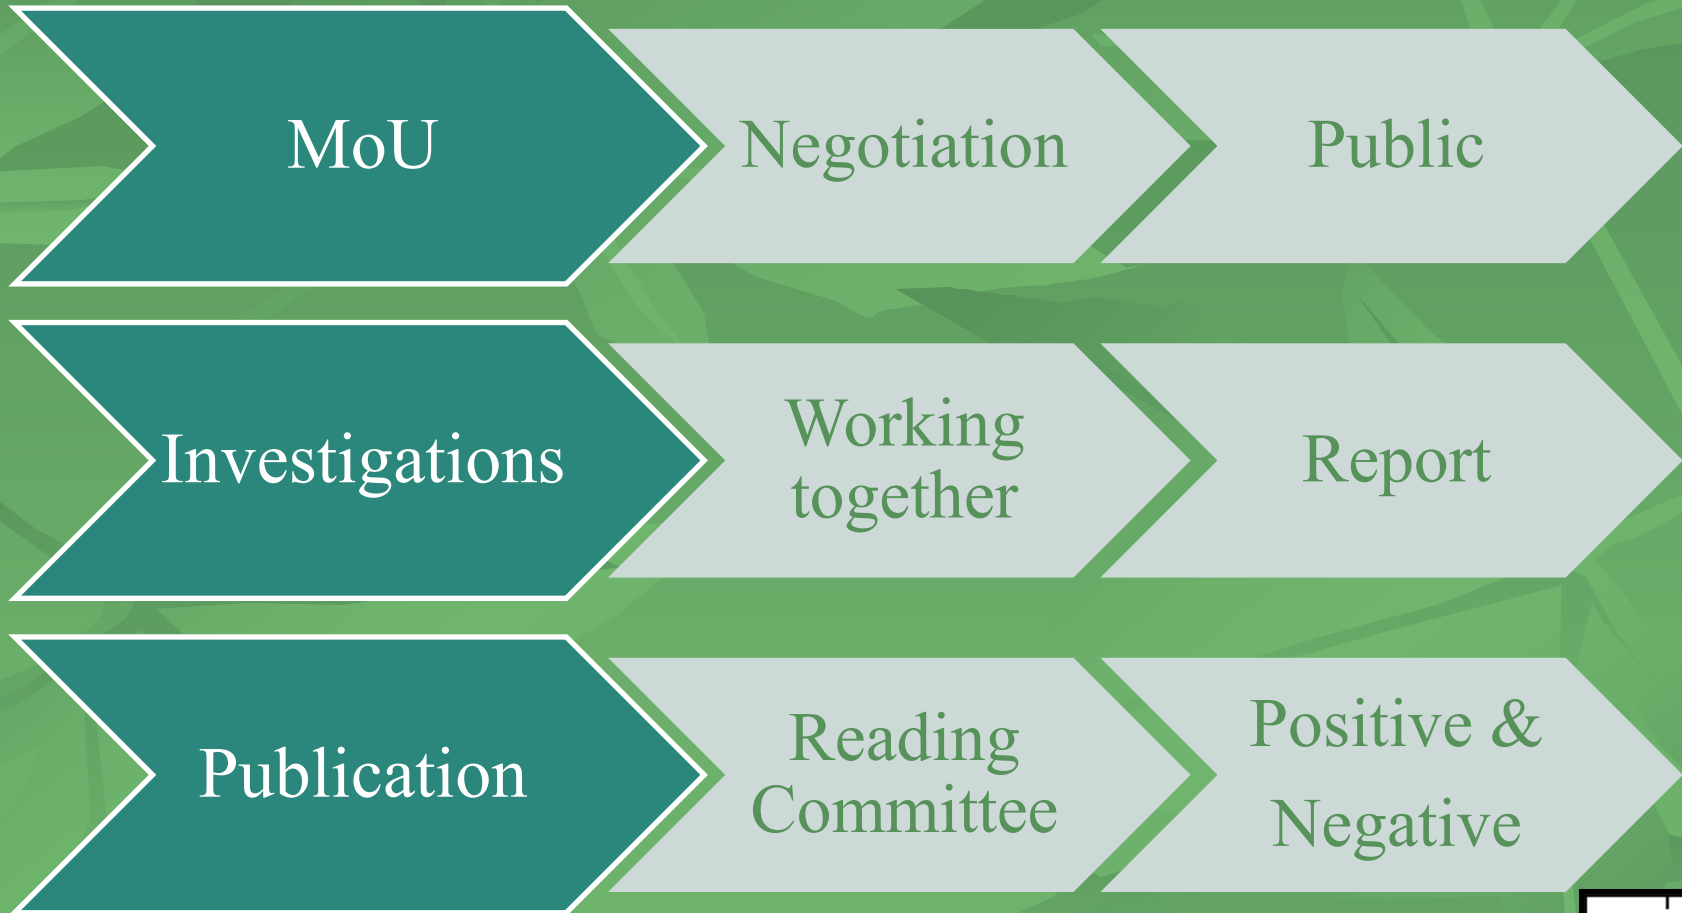 MoU
Negotiation
Public
Investigations
Working
together
Report
Publication
Reading
Committee
Positive &
Negative